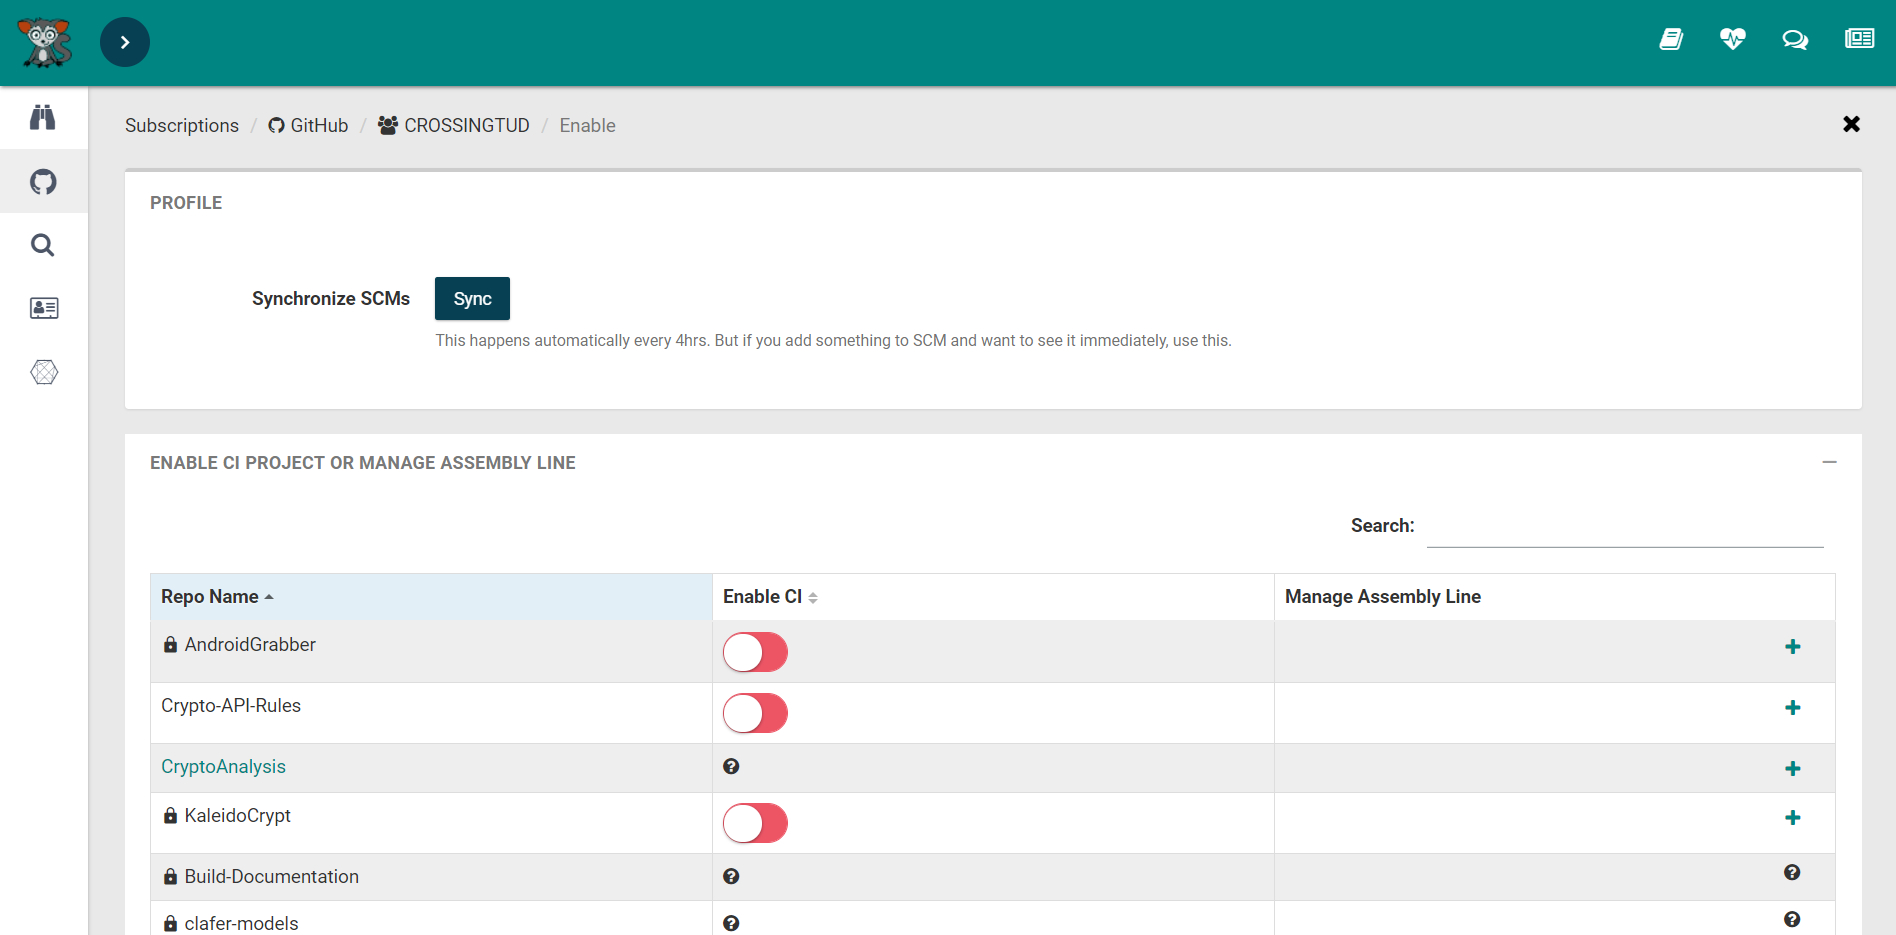 Subscriptions / GitHub / CROSSINGTUD / Enable
PROFILE
Synchronize SCMs Sync
This happens automatically every 4hrs. But if you add something to SCM and want to see it immediately, use this.
ENABLE CI PROJECT OR MANAGE ASSEMBLY LINE
Search:
Repo Name Enable CI Manage Assembly Line
AndroidGrabber
Crypto-API-Rules
CryptoAnalysis
KaleidoCrypt
Build-Documentation
clafer-models